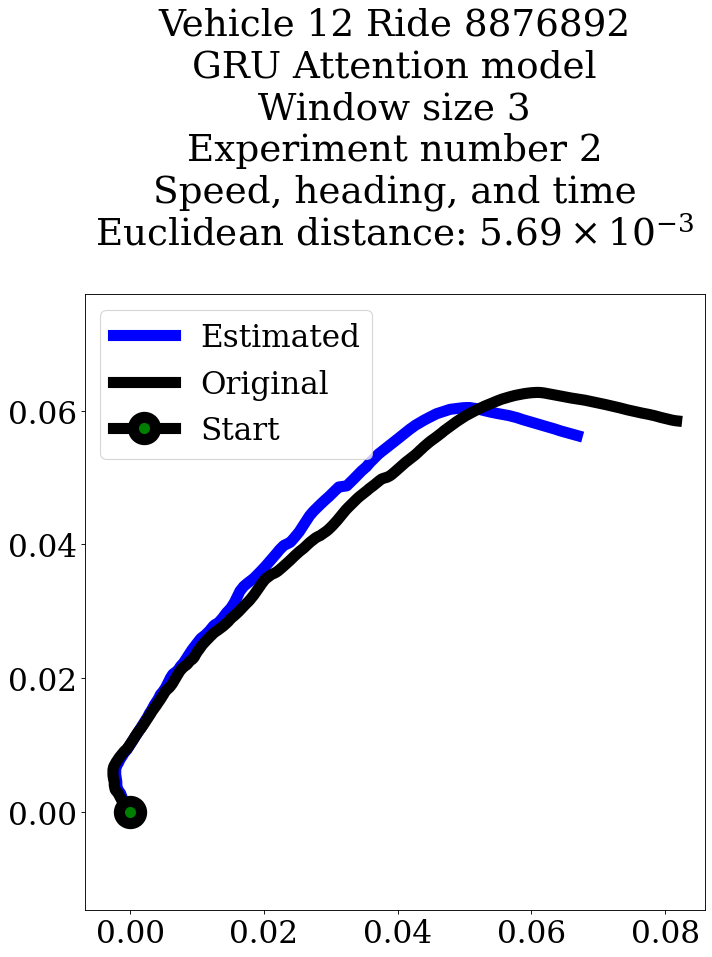 Vehicle 12 Ride 8876892
GRU Attention model
Window size 3
Experiment number 2
Speed, heading, and time
Euclidean distance: 5.69 × 10⁻³
Estimated
Original
Start
0.06
0.04
0.02
0.00
0.00 0.02 0.04 0.06 0.08